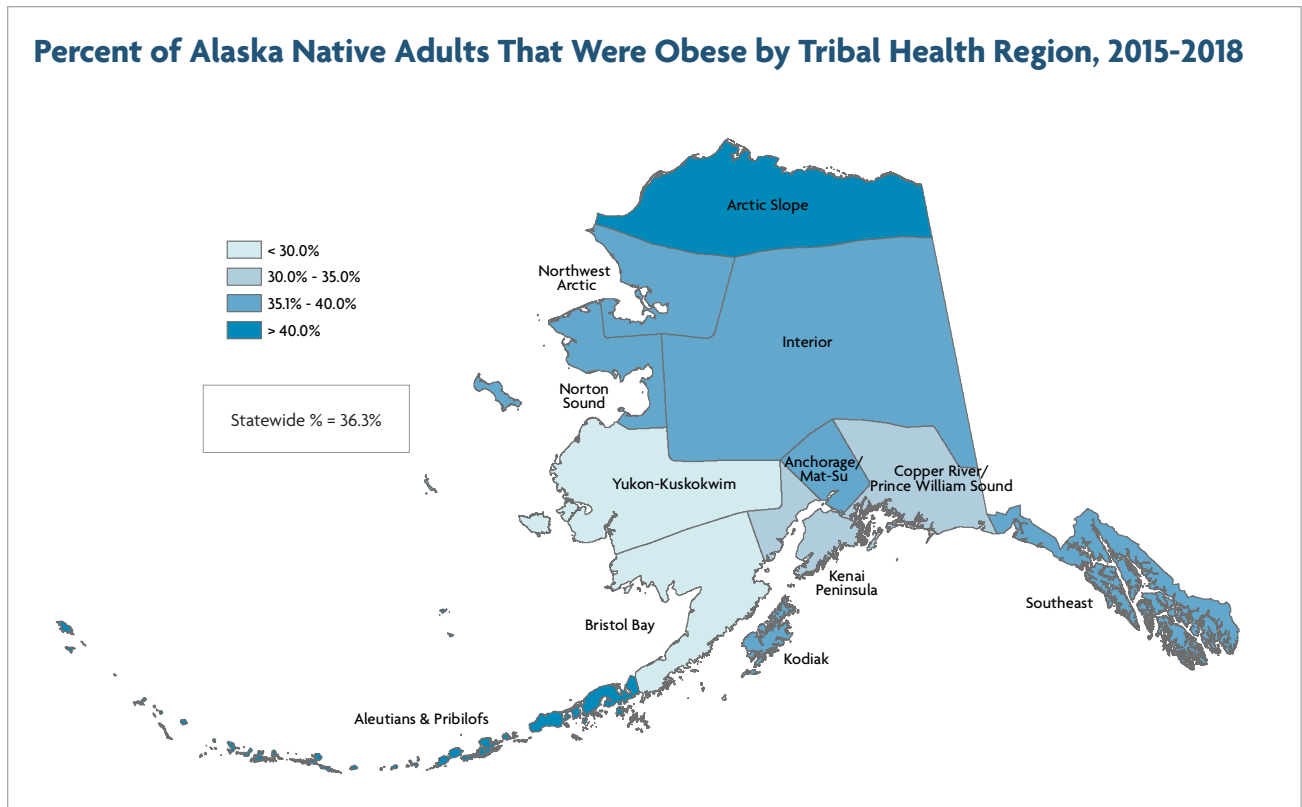 Percent of Alaska Native Adults That Were Obese by Tribal Health Region, 2015-2018
< 30.0%
30.0% - 35.0%
35.1% - 40.0%
> 40.0%
Statewide % = 36.3%
Arctic Slope
Northwest
Arctic
Interior
Norton
Sound
Yukon-Kuskokwim
Anchorage/
Mat-Su
Copper River/
Prince William Sound
Kenai
Peninsula
Southeast
Bristol Bay
Kodiak
Aleutians & Pribilofs